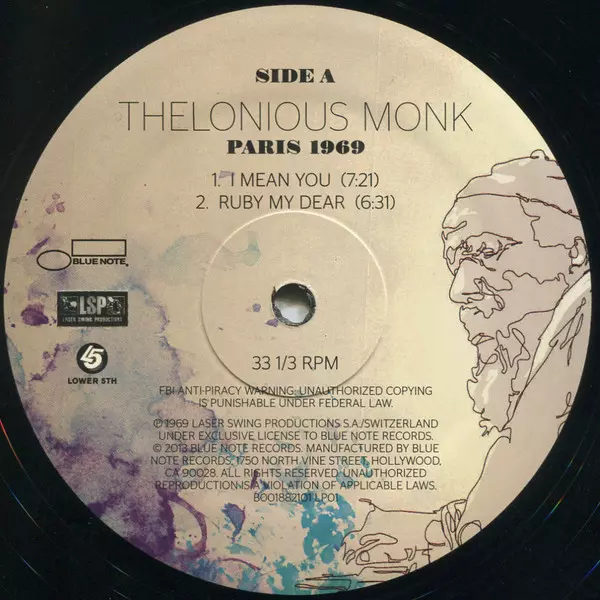 SIDE A
THELONIOUS MONK
PARIS 1969
1. I MEAN YOU (7:21)
2. RUBY MY DEAR (6:31)
BLUE NOTE
LSP
LASER SWING PRODUCTIONS
45
LOWER 5TH
33 1/3 RPM
FBI ANTI-PIRACY WARNING: UNAUTHORIZED COPYING
IS PUNISHABLE UNDER FEDERAL LAW.
℗ 1969 LASER SWING PRODUCTIONS S.A./SWITZERLAND
UNDER EXCLUSIVE LICENSE TO BLUE NOTE RECORDS.
© 2013 BLUE NOTE RECORDS. MANUFACTURED BY BLUE
NOTE RECORDS, 1750 NORTH VINE STREET, HOLLYWOOD,
CA 90028. ALL RIGHTS RESERVED. UNAUTHORIZED
REPRODUCTION IS A VIOLATION OF APPLICABLE LAWS.
B001882101 LP01